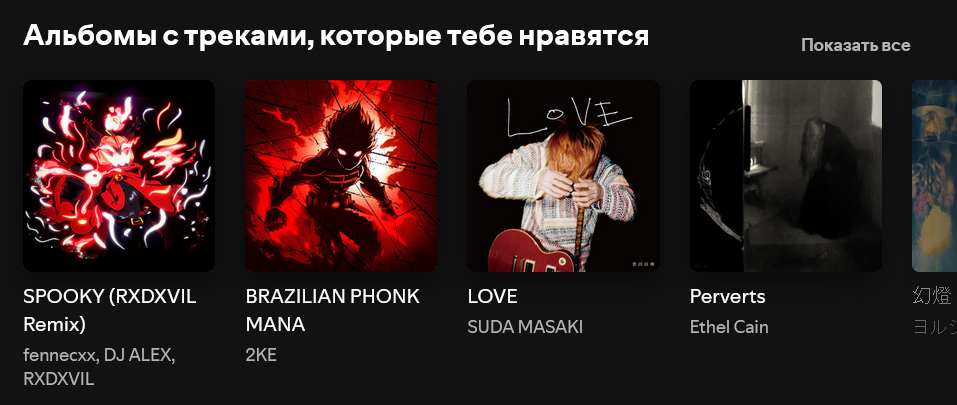 Альбомы с треками, которые тебе нравятся
Показать все
LOVE
SPOOKY (RXDXVIL
Remix)
fennecxx, DJ ALEX,
RXDXVIL
BRAZILIAN PHONK
MANA
2KE
LOVE
SUDA MASAKI
Perverts
Ethel Cain
幻燈
ヨルシ